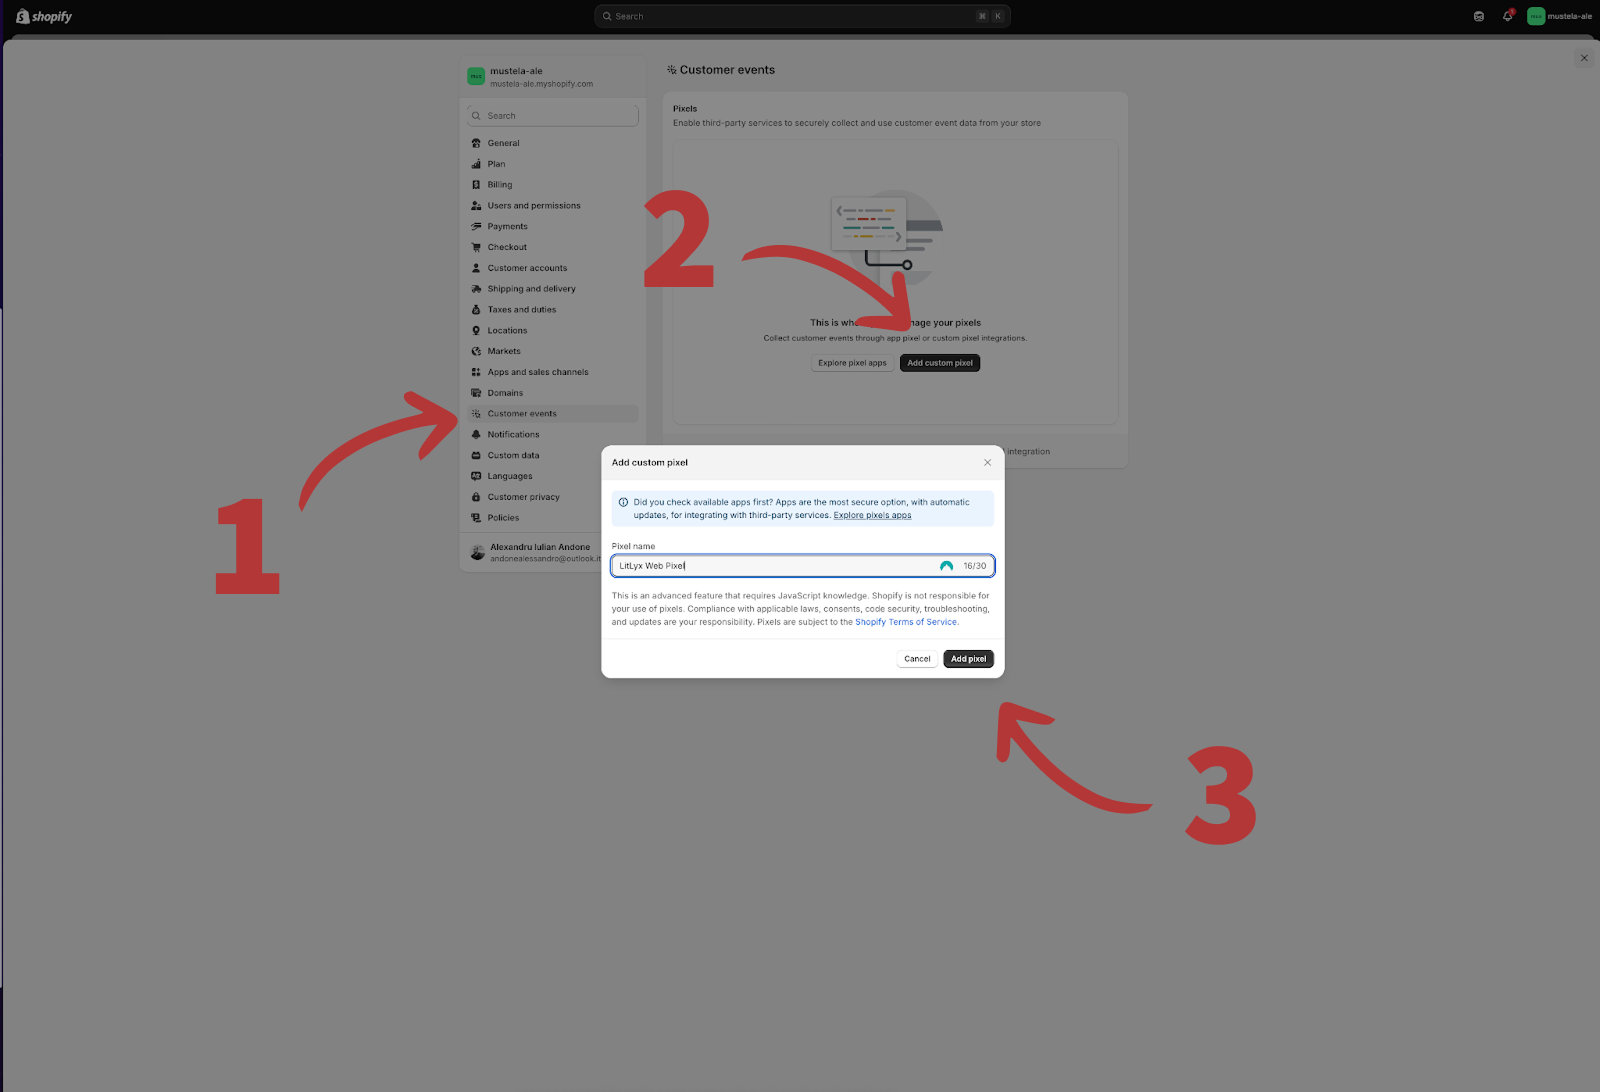 shopify
Search
⌘ K
1
mus
mustela-ale
mus
mustela-ale
mustela-ale.myshopify.com
Search
General
Plan
Billing
Users and permissions
Payments
Checkout
Customer accounts
Shipping and delivery
Taxes and duties
Locations
Markets
Apps and sales channels
Domains
Customer events
Notifications
Custom data
Languages
Customer privacy
Policies
Alexandru Iulian Andone
andonealessandro@outlook.it
Customer events
Pixels
Enable third-party services to securely collect and use customer event data from your store
This is nage your pixels
Collect customer events through app pixel or custom pixel integrations.
Explore pixel apps
Add custom pixel
integration
Add custom pixel
Did you check available apps first? Apps are the most secure option, with automatic
updates, for integrating with third-party services. Explore pixels apps
Pixel name
LitLyx Web Pixel
16/30
This is an advanced feature that requires JavaScript knowledge. Shopify is not responsible for
your use of pixels. Compliance with applicable laws, consents, code security, troubleshooting,
and updates are your responsibility. Pixels are subject to the Shopify Terms of Service.
Cancel
Add pixel
1
2
3